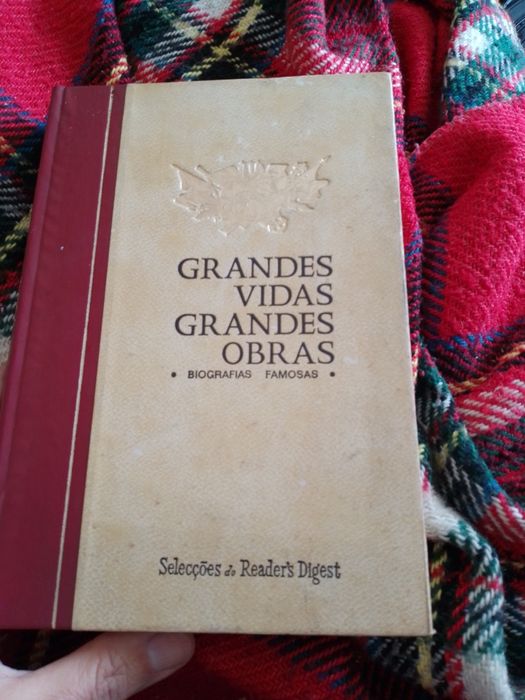 GRANDES
VIDAS
GRANDES
OBRAS
• BIOGRAFIAS FAMOSAS •
Selecções do Reader's Digest